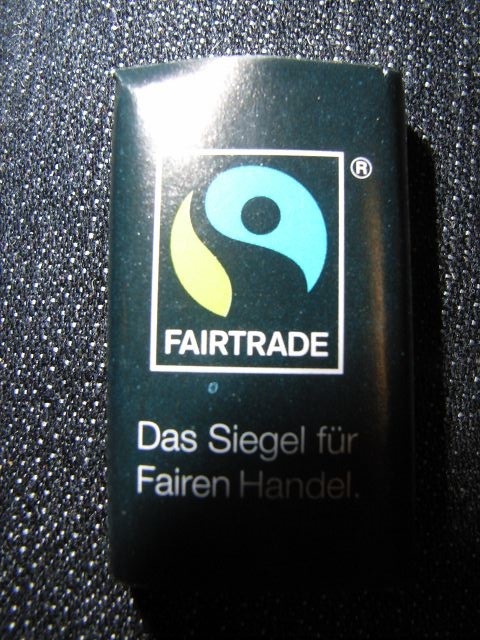 ®
FAIRTRADE
Das Siegel für
Fairen Handel.